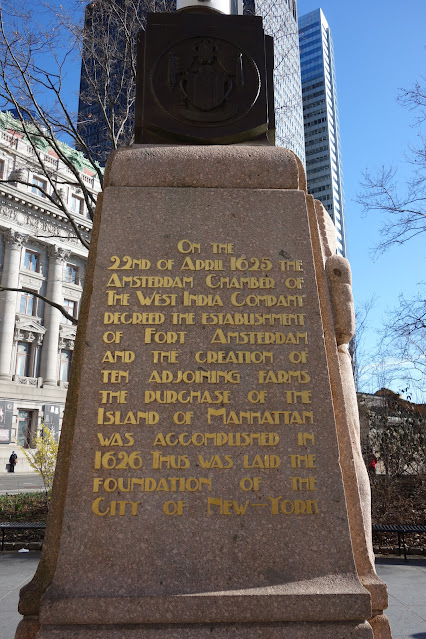 On the
22nd of April 1625 the
Amsterdam Chamber of
The West India Company
decreed the establishment
of Fort Amsterdam
and the creation of
ten adjoining farms
the purchase of the
Island of Manhattan
was accomplished in
1626 Thus was laid the
foundation of the
City of New-York